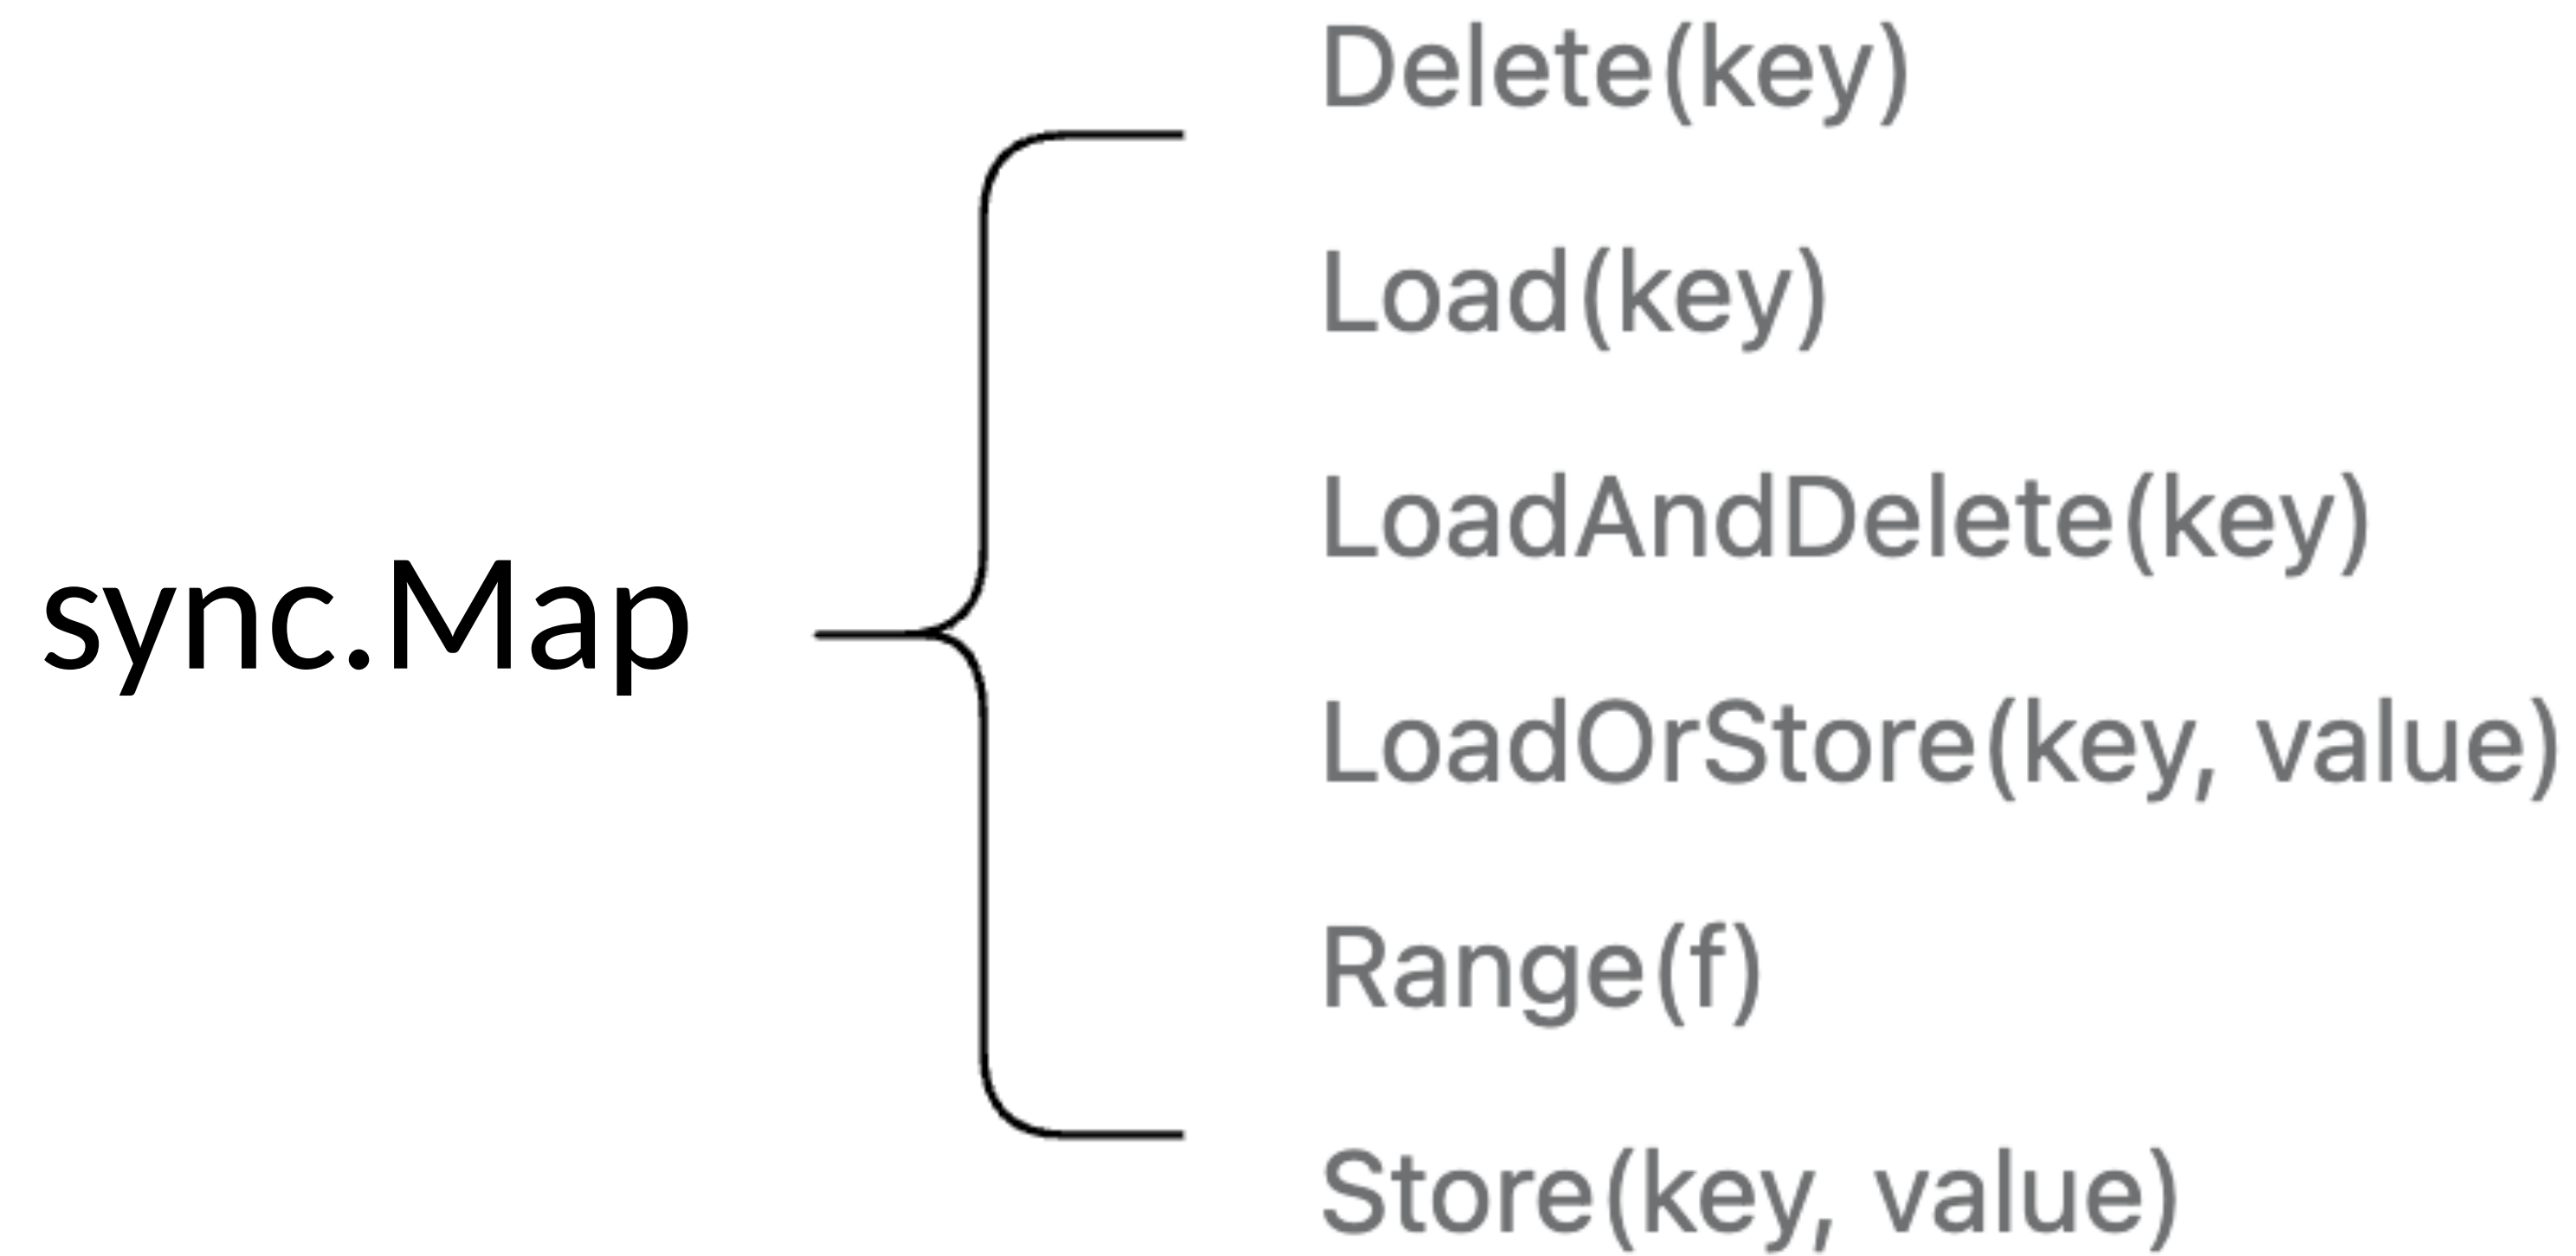 sync.Map
Delete(key)
Load(key)
LoadAndDelete(key)
LoadOrStore(key, value)
Range(f)
Store(key, value)